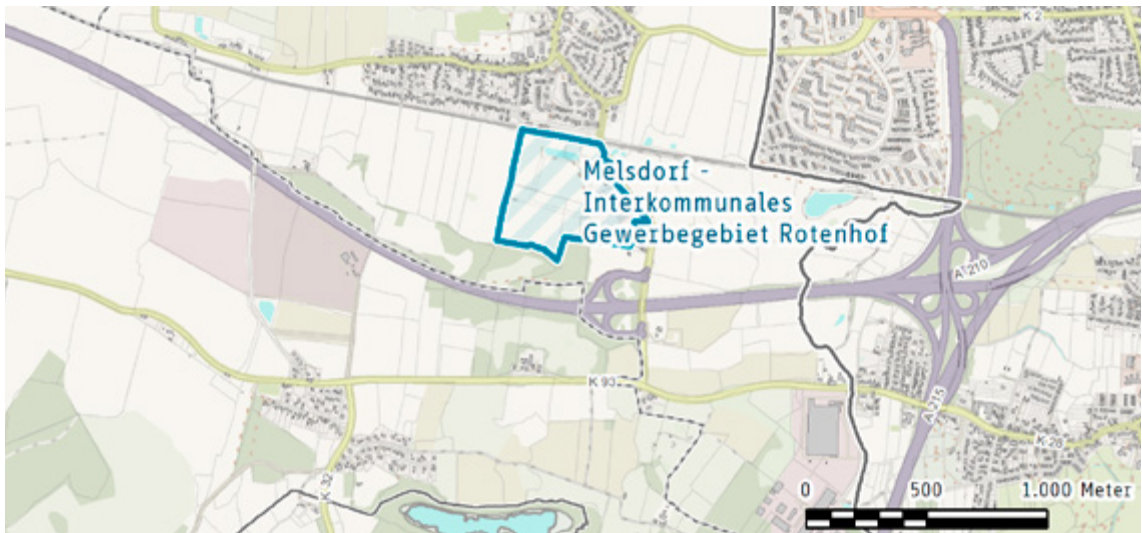 K 2
Melsdorf -
Interkommunales
Gewerbegebiet Rotenhof
A 210
K 93
A 215
K 28
K 32
0 500 1.000 Meter